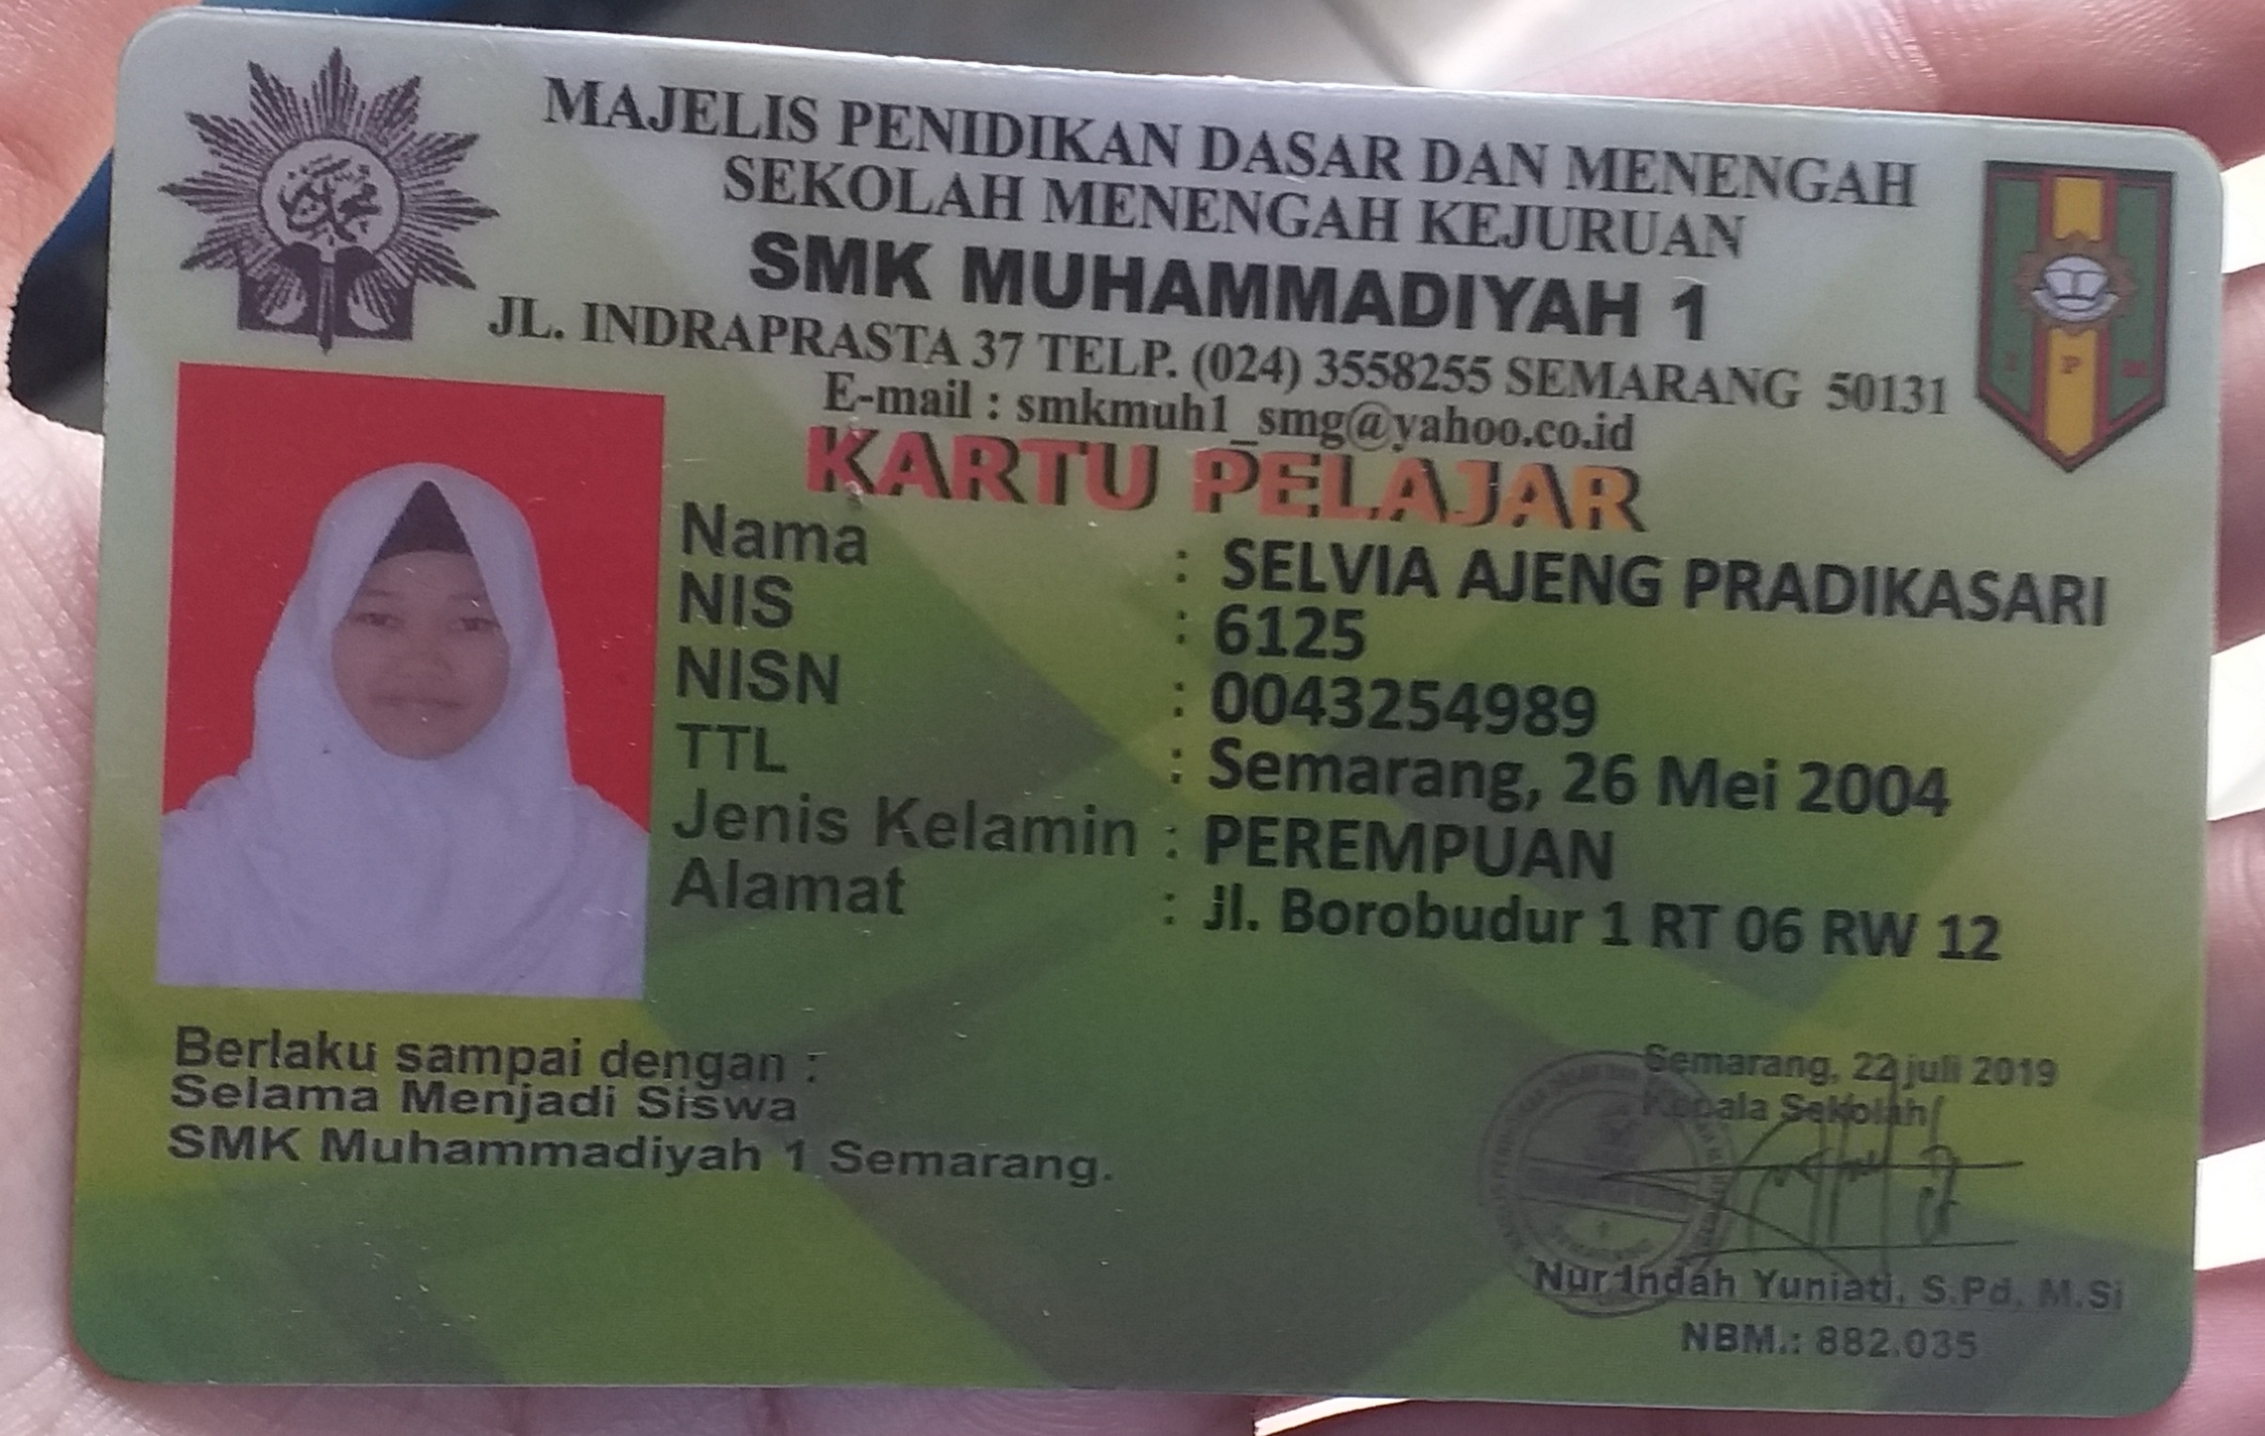 MAJELIS PENIDIKAN DASAR DAN MENENGAH
SEKOLAH MENENGAH KEJURUAN
SMK MUHAMMADIYAH 1
JL. INDRAPRASTA 37 TELP. (024) 3558255 SEMARANG 50131
E-mail : smkmuh1_smg@yahoo.co.id
KARTU PELAJAR
Nama : SELVIA AJENG PRADIKASARI
NIS : 6125
NISN : 0043254989
TTL : Semarang, 26 Mei 2004
Jenis Kelamin : PEREMPUAN
Alamat : Jl. Borobudur 1 RT 06 RW 12
Berlaku sampai dengan :
Selama Menjadi Siswa
SMK Muhammadiyah 1 Semarang.
Semarang, 22 juli 2019
Kepala Sekolah
Nur Indah Yuniati, S.Pd, M.Si
NBM.: 882.035